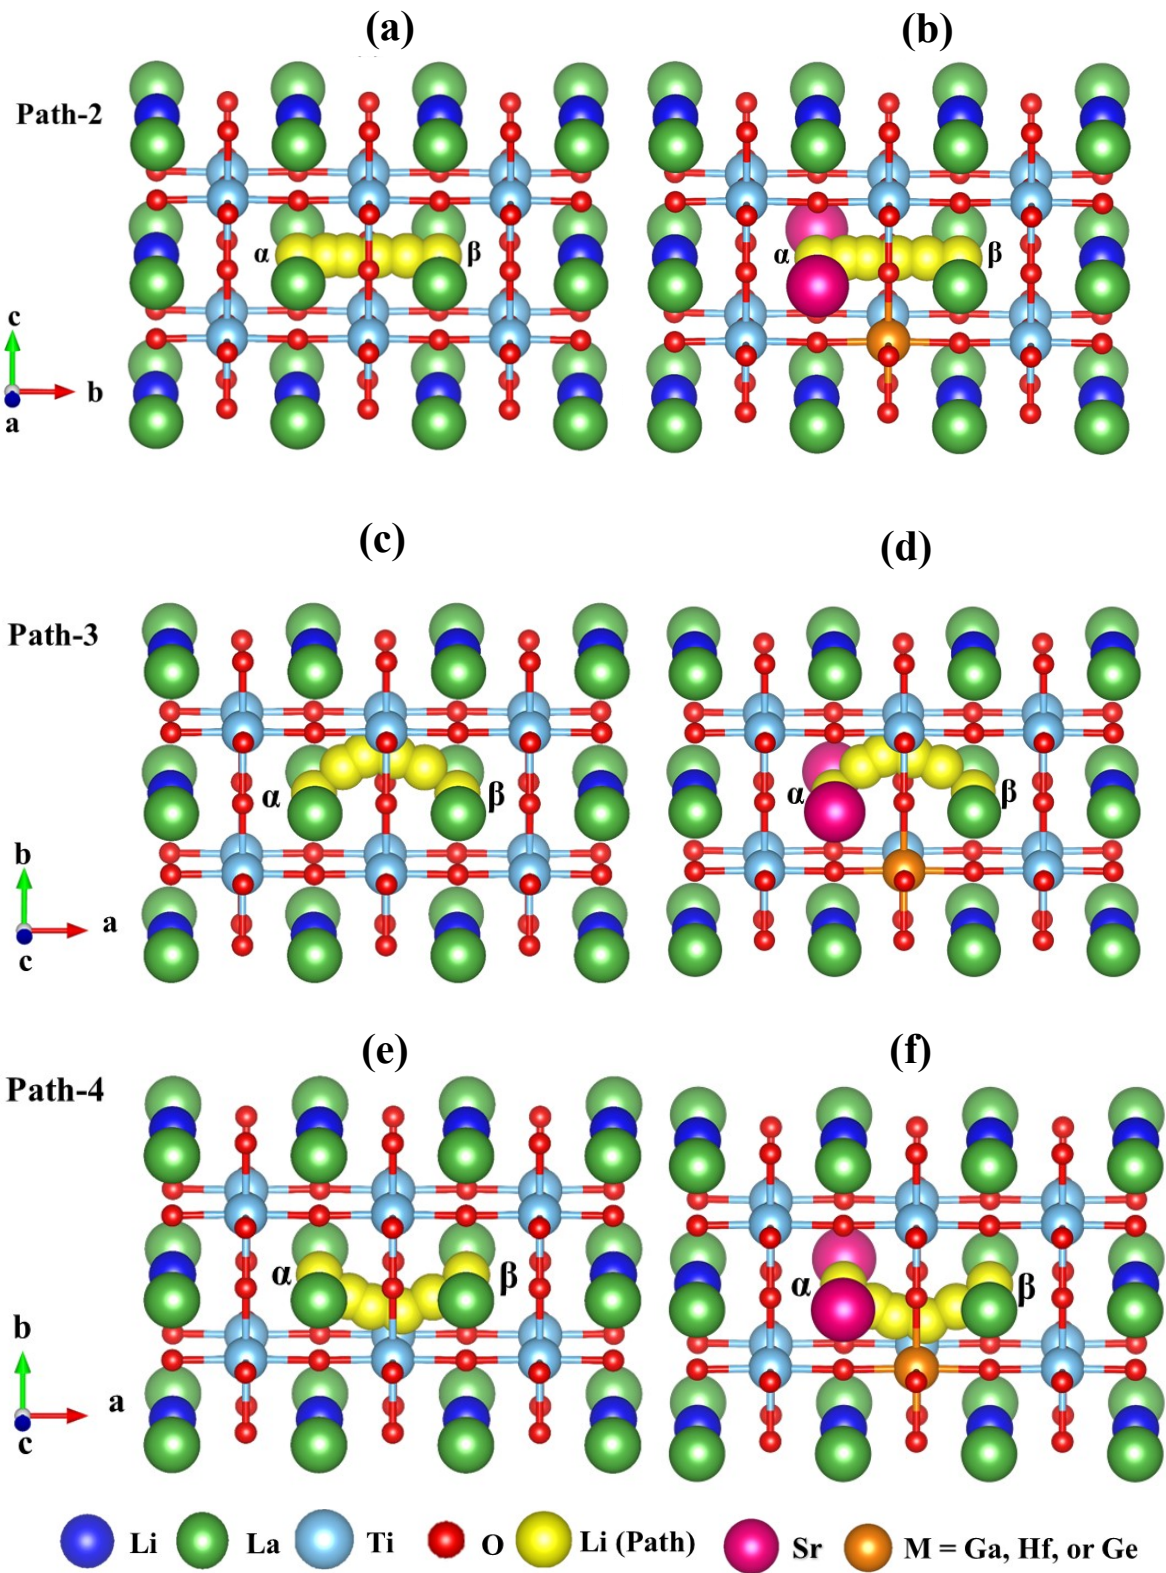 (a) (b)
Path-2
α β α β
c
b
a
(c) (d)
Path-3
α β α β
b
a
c
(e) (f)
Path-4
α β α β
b
a
c
Li La Ti O Li (Path) Sr M = Ga, Hf, or Ge